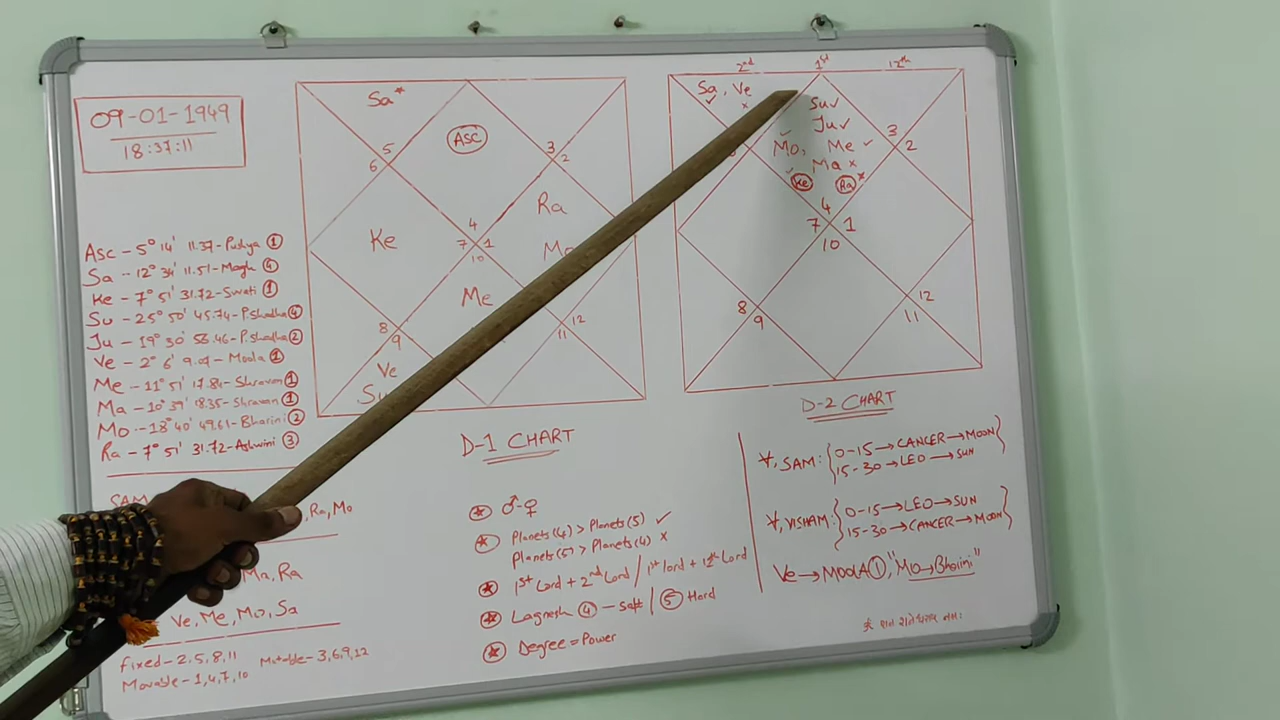 09-01-1949
18:37:11
Asc - 5° 14' 11.37 - Pushya ①
Sa - 12° 34' 11.51 - Magh ④
Ke - 7° 51' 31.72 - Swati ①
Su - 25° 50' 45.74 - P.Shadha ④
Ju - 19° 30' 56.46 - P.Shadha ②
Ve - 2° 6' 9.07 - Moola ①
Me - 11° 51' 17.84 - Shravan ①
Ma - 10° 39' 18.35 - Shravan ①
Mo - 18° 40' 49.61 - Bharini ②
Ra - 7° 51' 31.72 - Ashwini ③
SAM
, Ra, Mo
Ma, Ra
Ve, Me, Mo, Sa
Fixed - 2,5,8,11
Mutable - 3,6,9,12
Movable - 1,4,7,10
Sa*
Asc
5
6
3
2
Ra
Ke
4
7 1
10
Me
8
9
12
11
Ve
Su
D-1 CHART
♂-♀
Planets(4) > Planets(5) ✓
Planets(5) > Planets(4) ×
1st Lord + 2nd Lord / 1st lord + 12th Lord
Lagnesh ④ - Soft / ⑤ Hard
Degree = Power
2nd 1st 12th
Sa, Ve
✓ ×
Su✓
Ju✓
Mo, Me ✓
Ma ×
Ke Ra ×
3
2
4
7 1
10
8
9
12
11
D-2 CHART
*, SAM: { 0-15 → CANCER → MOON
15-30 → LEO → SUN }
*, VISHAM: { 0-15 → LEO → SUN
15-30 → CANCER → MOON }
Ve → MOOLA ①, "Mo → Bharini"